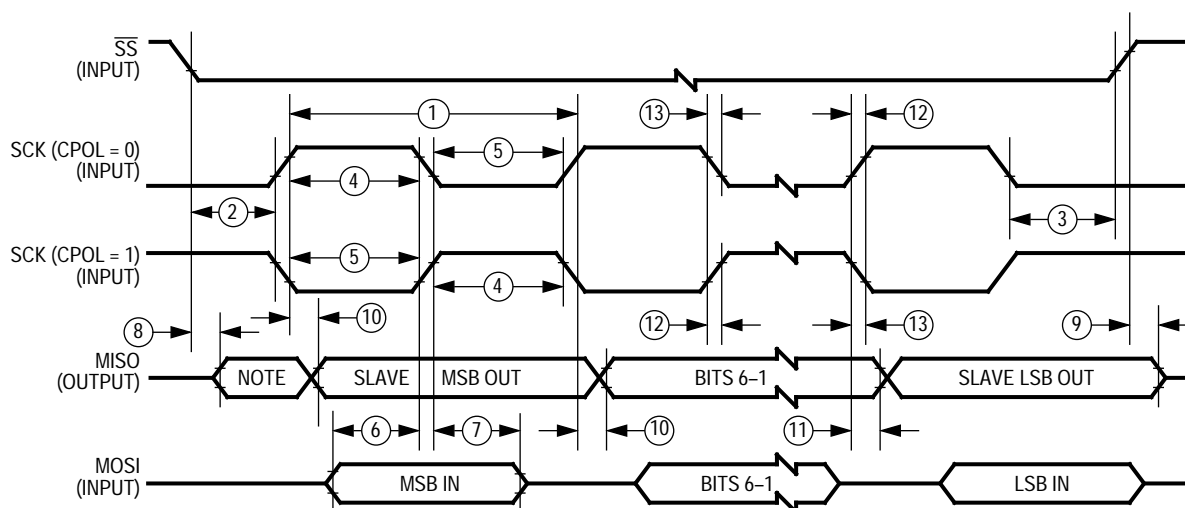 SS
(INPUT)
1
13
12
SCK (CPOL = 0)
(INPUT)
5
4
2
3
SCK (CPOL = 1)
(INPUT)
5
4
8
10
12
13
9
MISO
(OUTPUT)
NOTE
SLAVE
MSB OUT
BITS 6–1
SLAVE LSB OUT
6
7
10
11
MOSI
(INPUT)
MSB IN
BITS 6–1
LSB IN